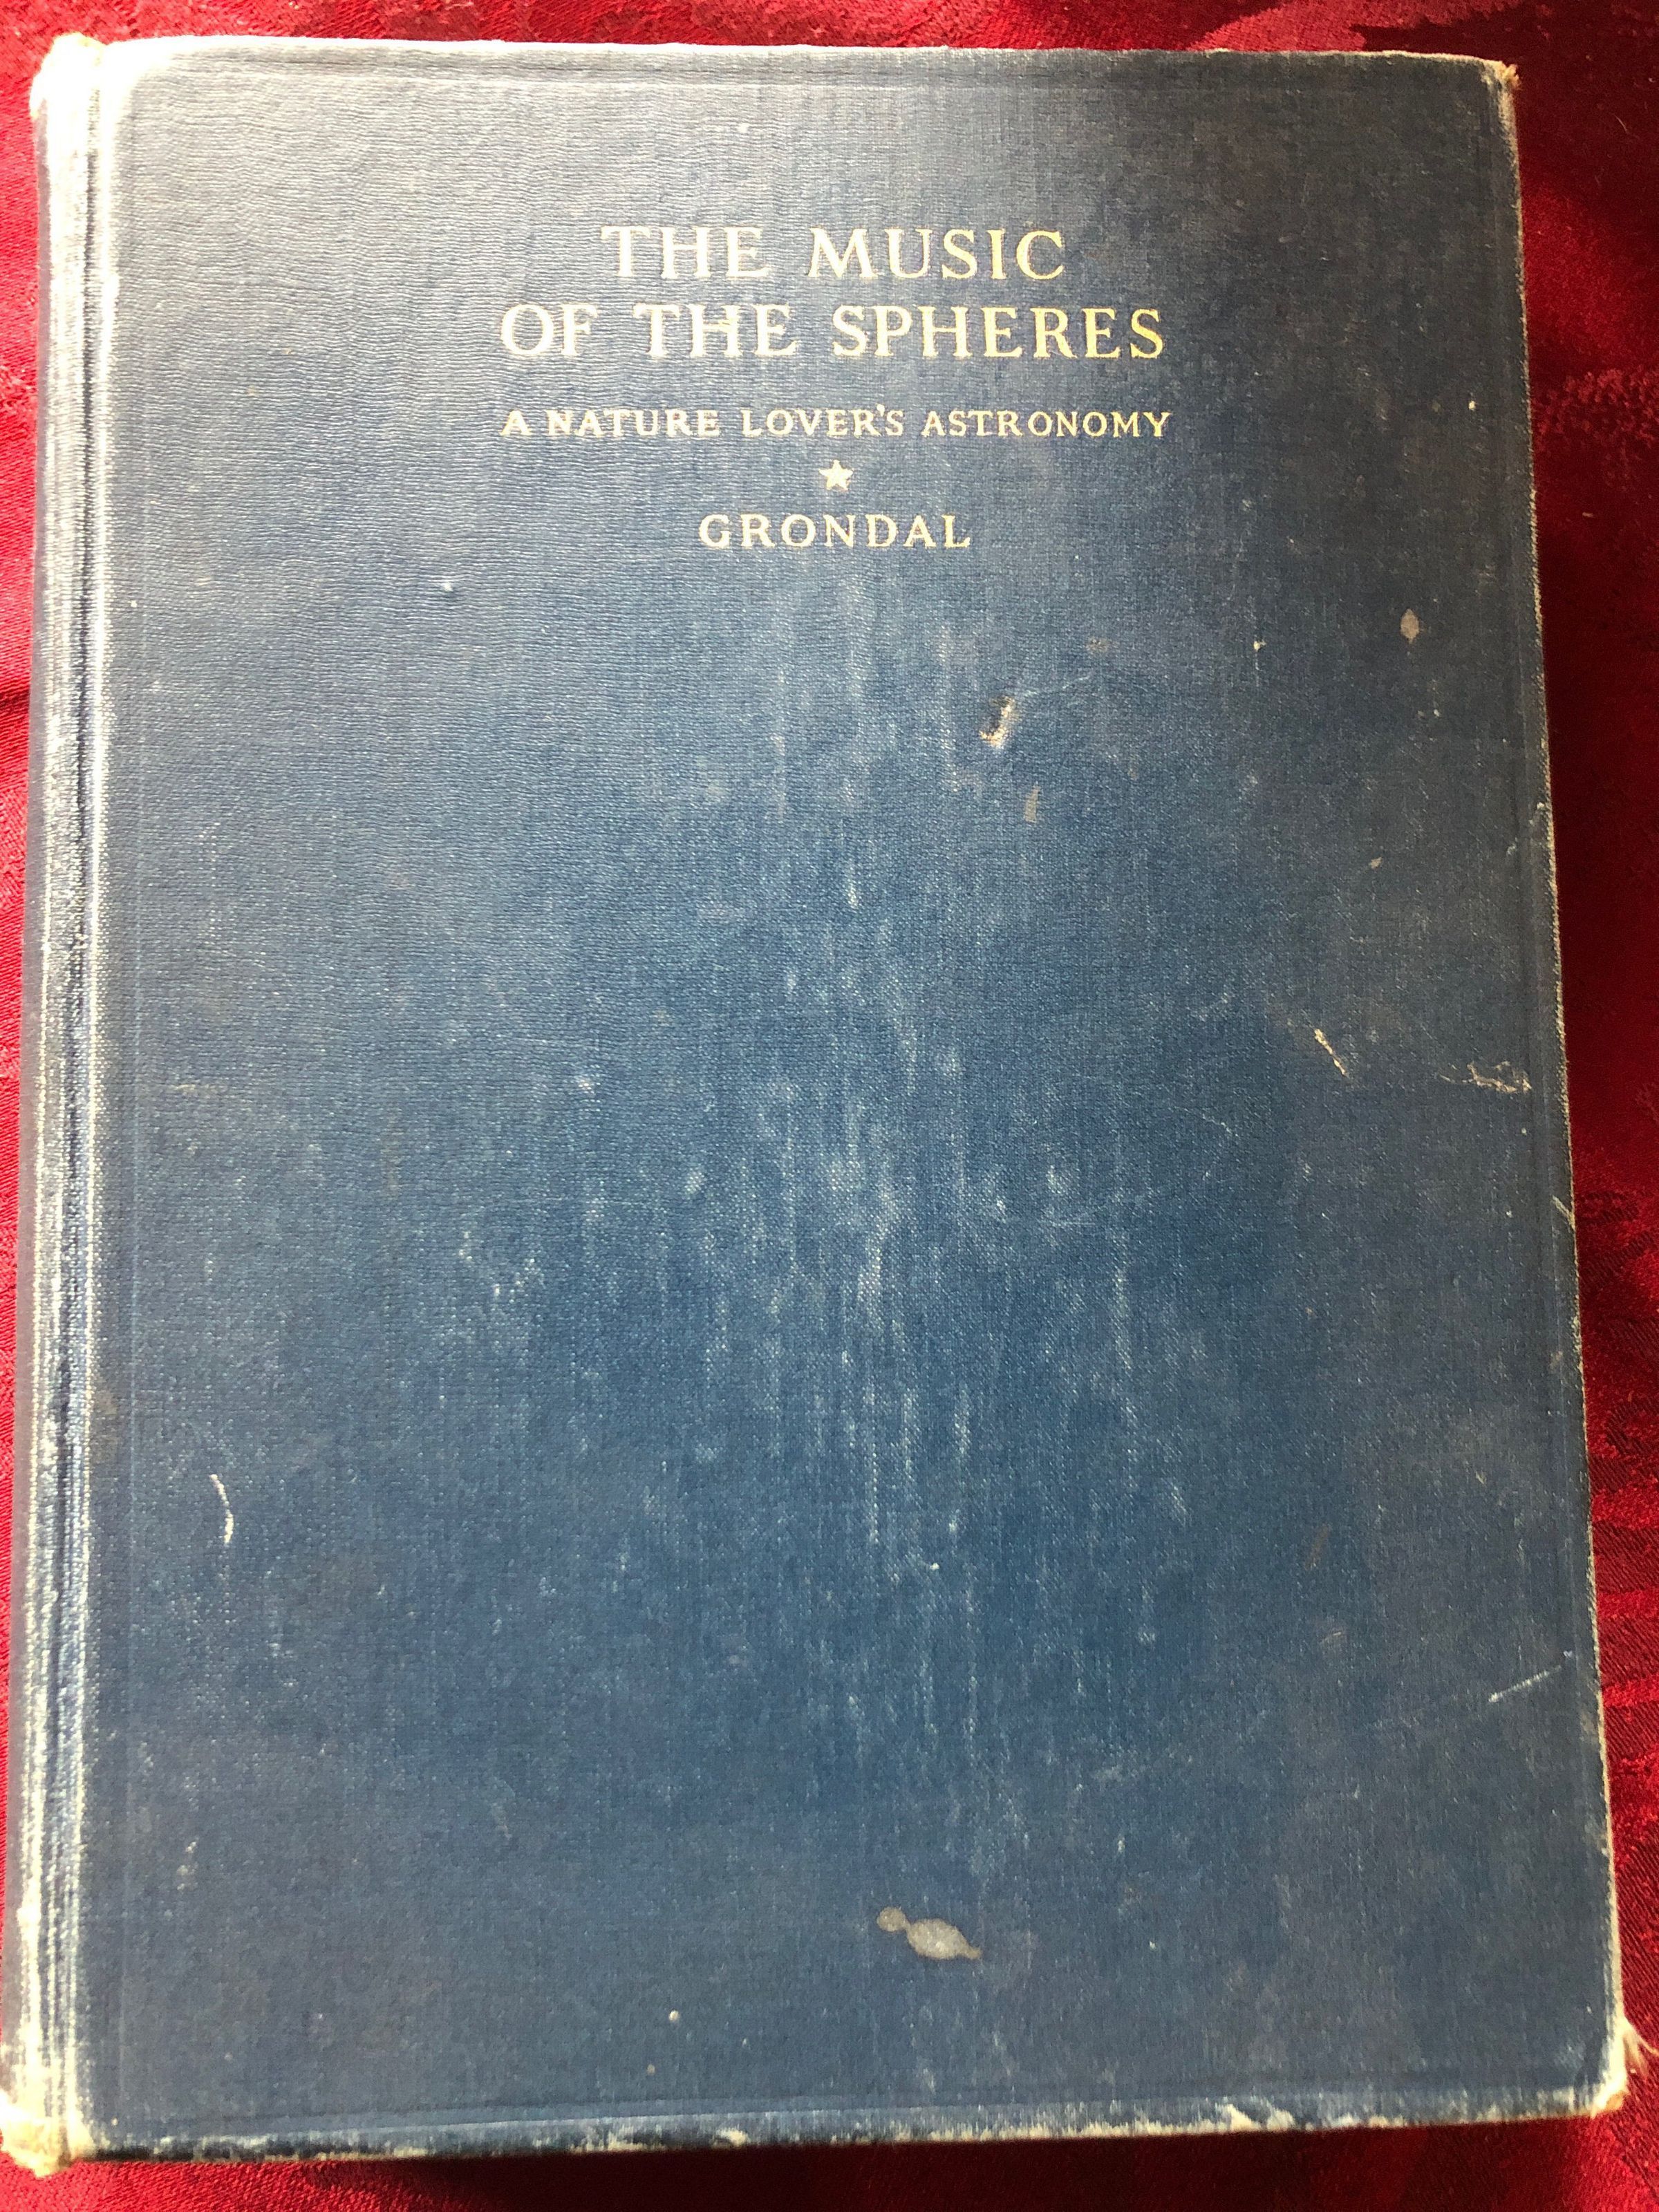 THE MUSIC
OF THE SPHERES
A NATURE LOVER'S ASTRONOMY
GRONDAL